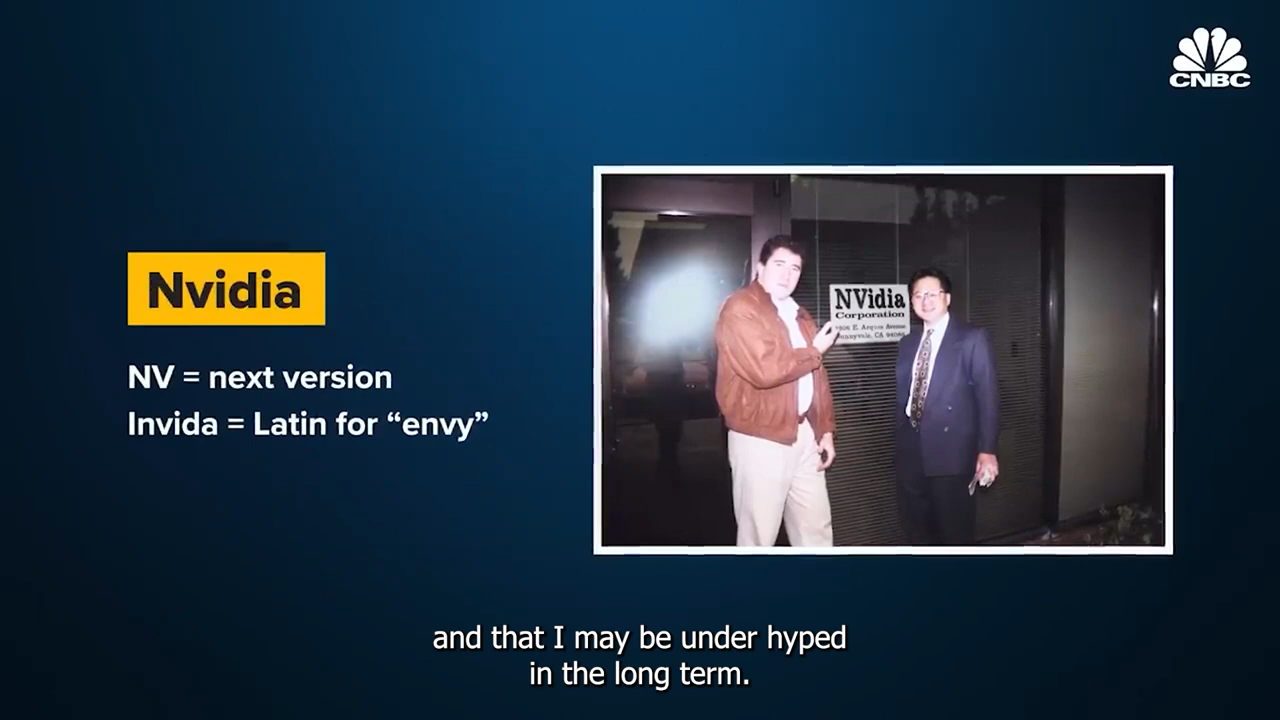 CNBC
Nvidia
NV = next version
Invida = Latin for “envy”
NVidia
Corporation
CA
and that I may be under hyped
in the long term.